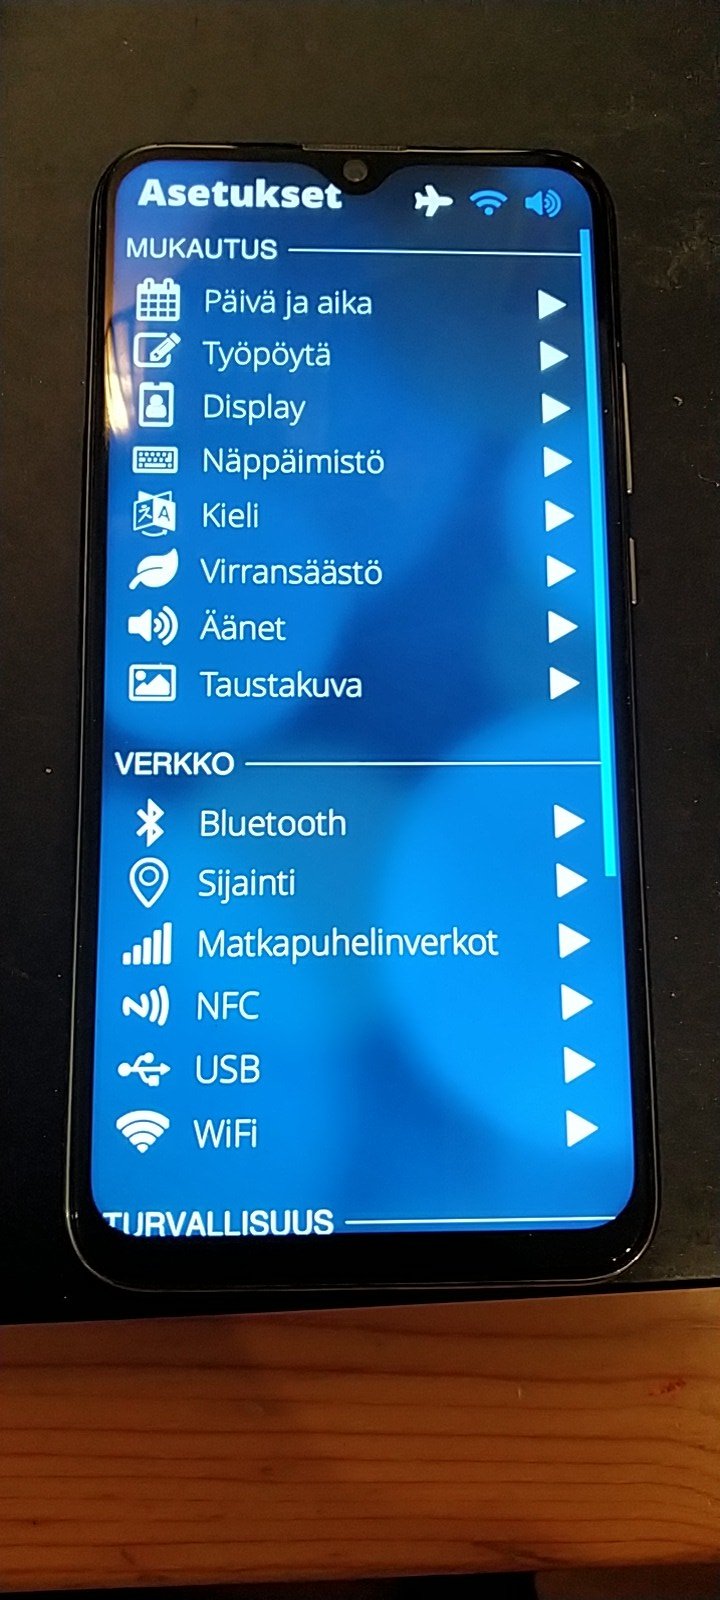 Asetukset
MUKAUTUS
Päivä ja aika
Työpöytä
Display
Näppäimistö
Kieli
Virransäästö
Äänet
Taustakuva
VERKKO
Bluetooth
Sijainti
Matkapuhelinverkot
NFC
USB
WiFi
TURVALLISUUS